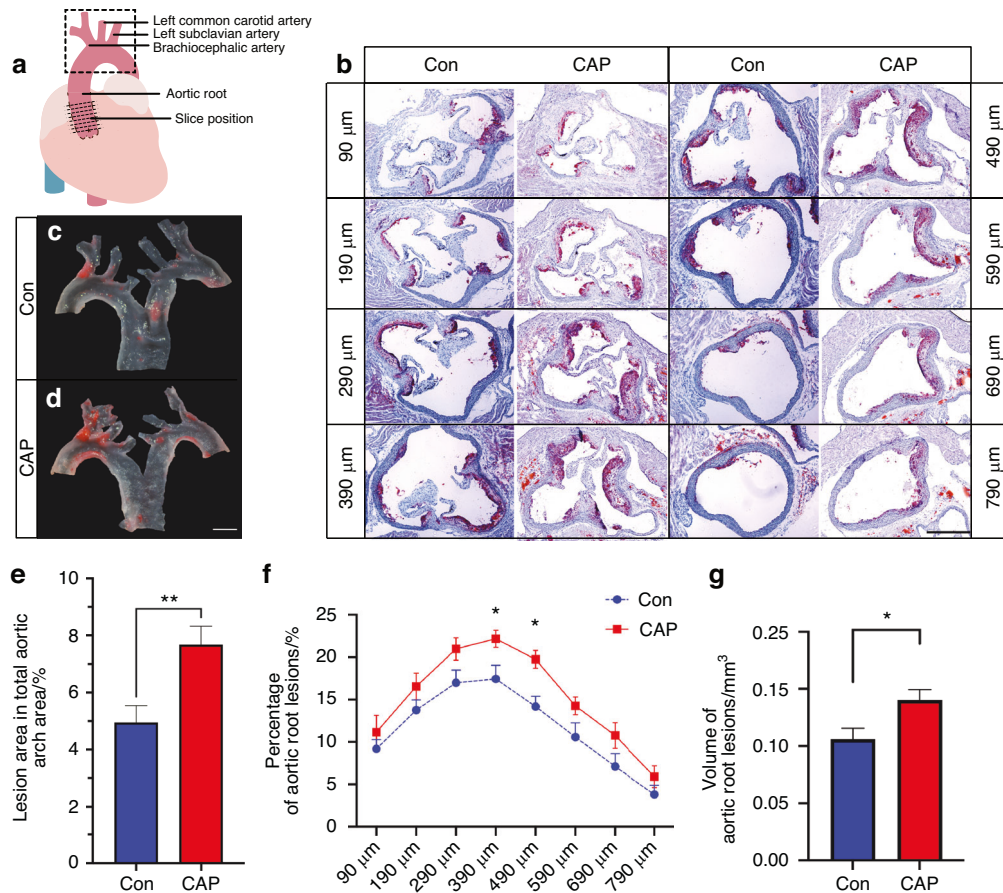 a
Left common carotid artery
Left subclavian artery
Brachiocephalic artery
Aortic root
Slice position
b
Con
CAP
Con
CAP
90 µm
190 µm
290 µm
390 µm
490 µm
590 µm
690 µm
790 µm
c
Con
d
CAP
e
Lesion area in total aortic
arch area/%
10
8
6
4
2
0
**
Con
CAP
f
Percentage
of aortic root lesions/%
25
20
15
10
5
0
*
*
Con
CAP
90 µm
190 µm
290 µm
390 µm
490 µm
590 µm
690 µm
790 µm
g
Volume of
aortic root lesions/mm³
0.25
0.15
0.10
0.05
0.00
*
Con
CAP